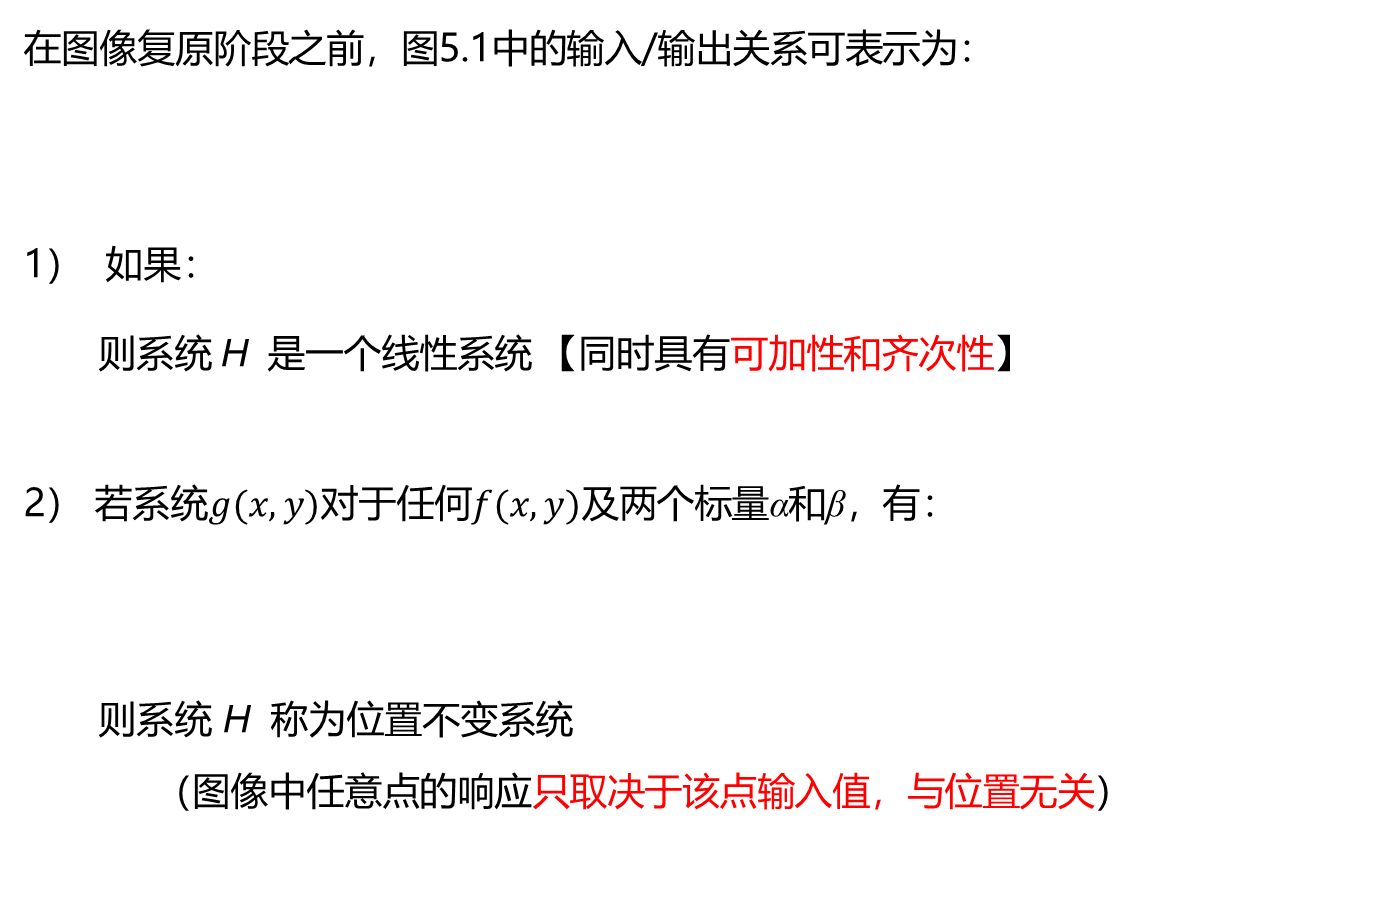 在图像复原阶段之前，图5.1中的输入/输出关系可表示为：
1） 如果：
则系统 H 是一个线性系统【同时具有可加性和齐次性】
2） 若系统g(x, y)对于任何f(x, y)及两个标量α和β，有：
则系统 H 称为位置不变系统
（图像中任意点的响应只取决于该点输入值，与位置无关）